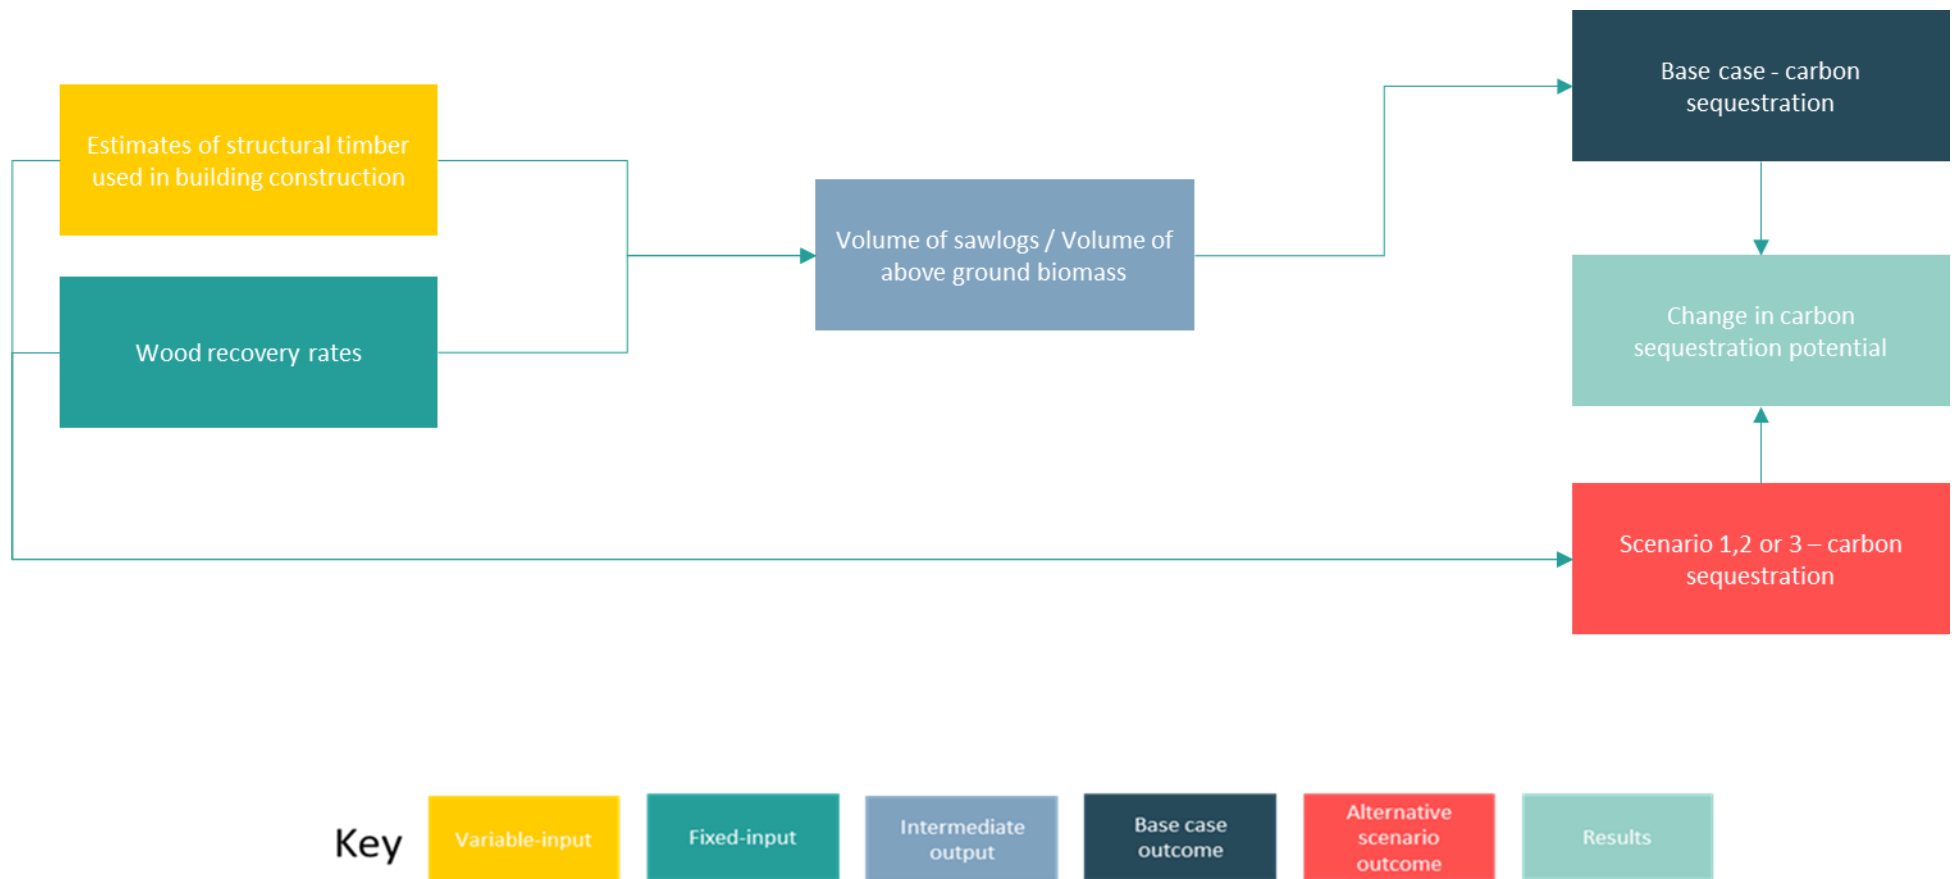 Base case - carbon
sequestration
Estimates of structural timber
used in building construction
Volume of sawlogs / Volume of
above ground biomass
Wood recovery rates
Change in carbon
sequestration potential
Scenario 1,2 or 3 – carbon
sequestration
Key
Variable-input
Fixed-input
Intermediate
output
Base case
outcome
Alternative
scenario
outcome
Results